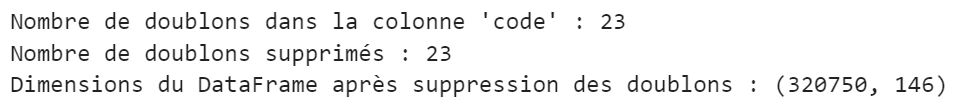 Nombre de doublons dans la colonne 'code' : 23
Nombre de doublons supprimés : 23
Dimensions du DataFrame après suppression des doublons : (320750, 146)